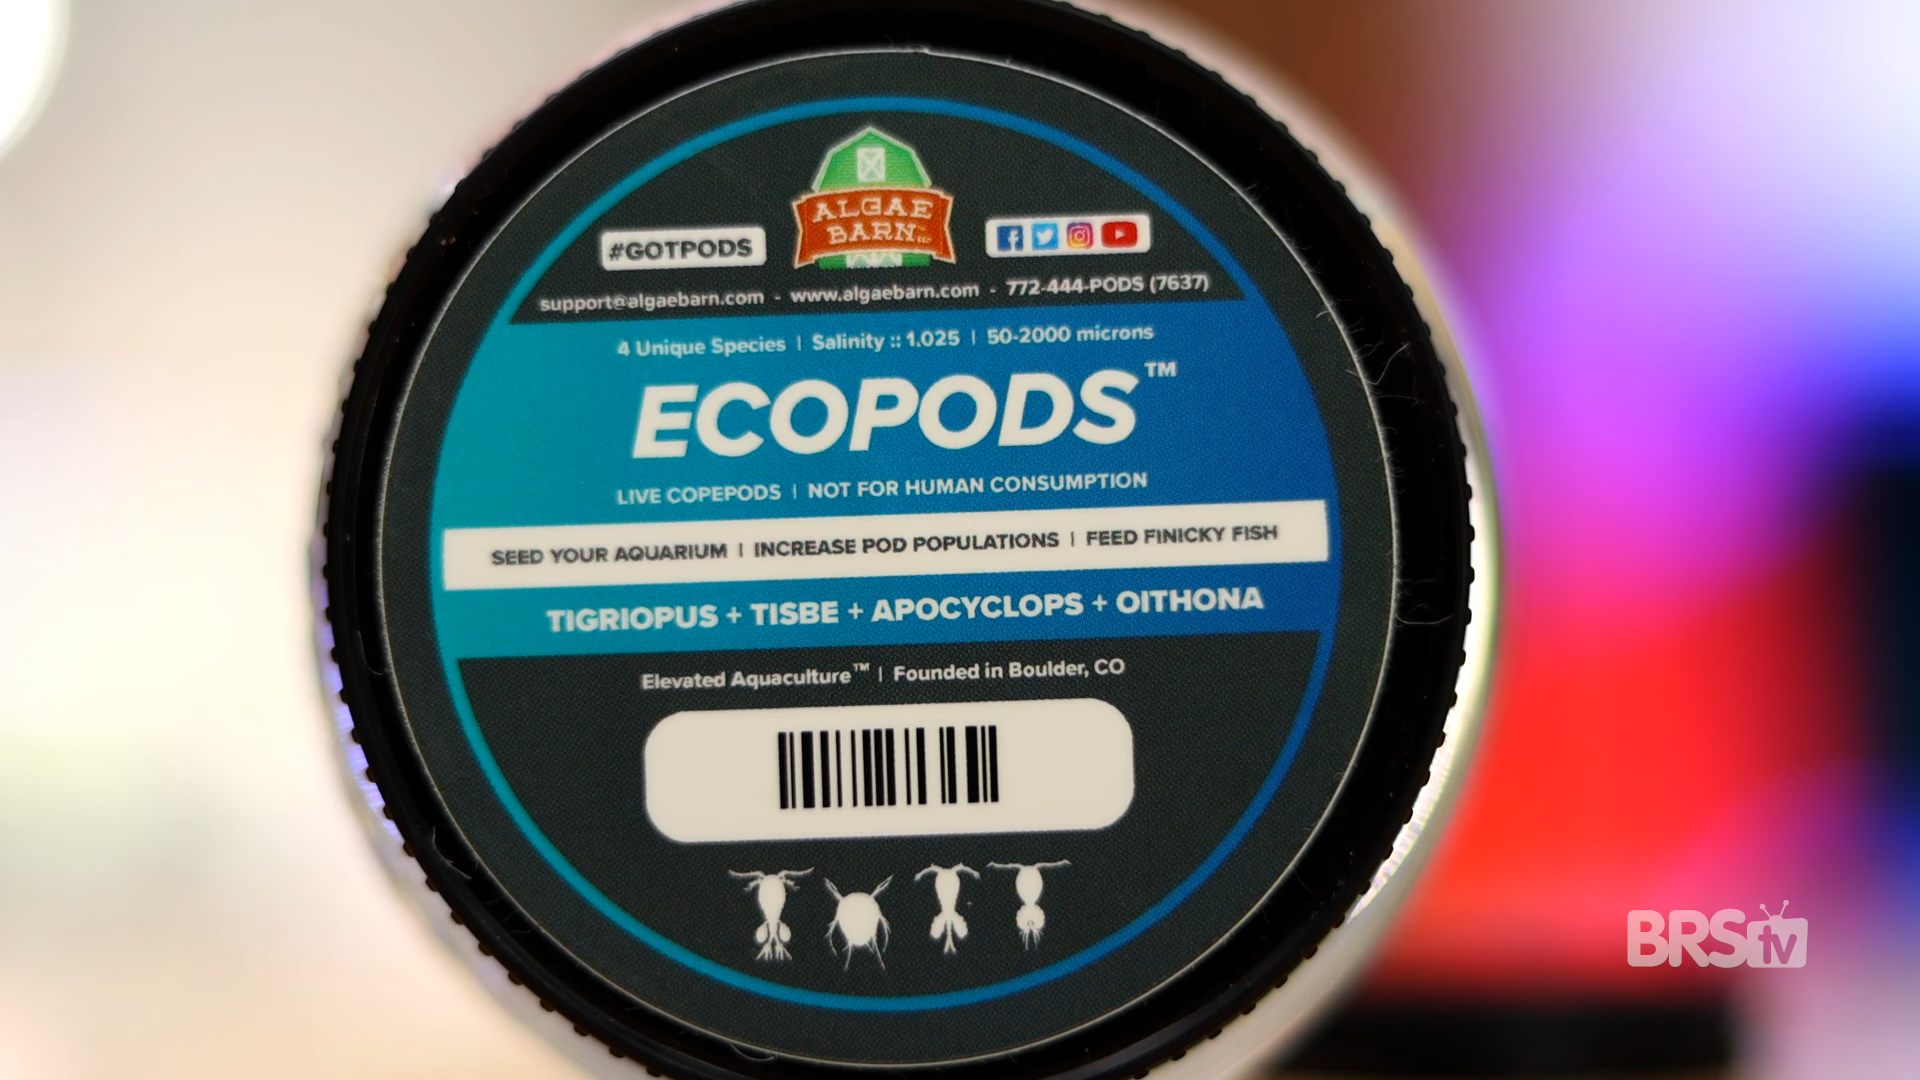 ALGAE
BARN
#GOTPODS
support@algaebarn.com - www.algaebarn.com - 772-444-PODS (7637)
4 Unique Species | Salinity :: 1.025 | 50-2000 microns
ECOPODS™
LIVE COPEPODS | NOT FOR HUMAN CONSUMPTION
SEED YOUR AQUARIUM | INCREASE POD POPULATIONS | FEED FINICKY FISH
TIGRIOPUS + TISBE + APOCYCLOPS + OITHONA
Elevated Aquaculture™ | Founded in Boulder, CO
BRStv